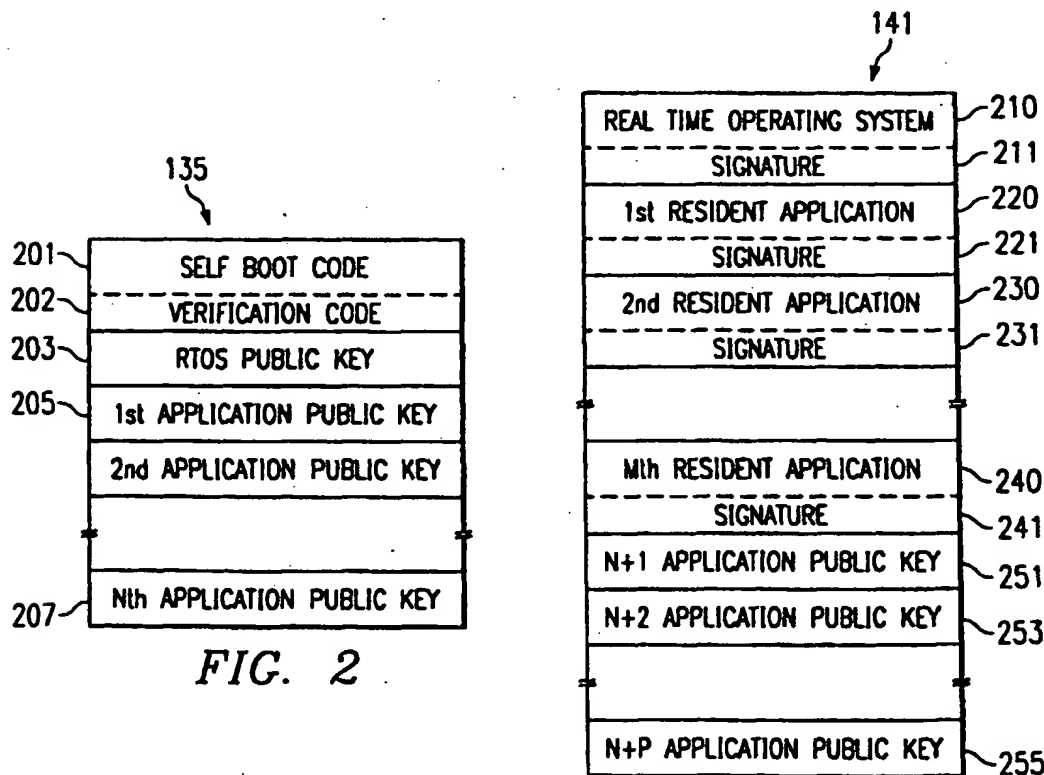 135
201
SELF BOOT CODE
202
VERIFICATION CODE
203
RTOS PUBLIC KEY
205
1st APPLICATION PUBLIC KEY
2nd APPLICATION PUBLIC KEY
207
Nth APPLICATION PUBLIC KEY
FIG. 2
141
REAL TIME OPERATING SYSTEM
210
SIGNATURE
211
1st RESIDENT APPLICATION
220
SIGNATURE
221
2nd RESIDENT APPLICATION
230
SIGNATURE
231
Mth RESIDENT APPLICATION
240
SIGNATURE
241
N+1 APPLICATION PUBLIC KEY
251
N+2 APPLICATION PUBLIC KEY
253
N+P APPLICATION PUBLIC KEY
255